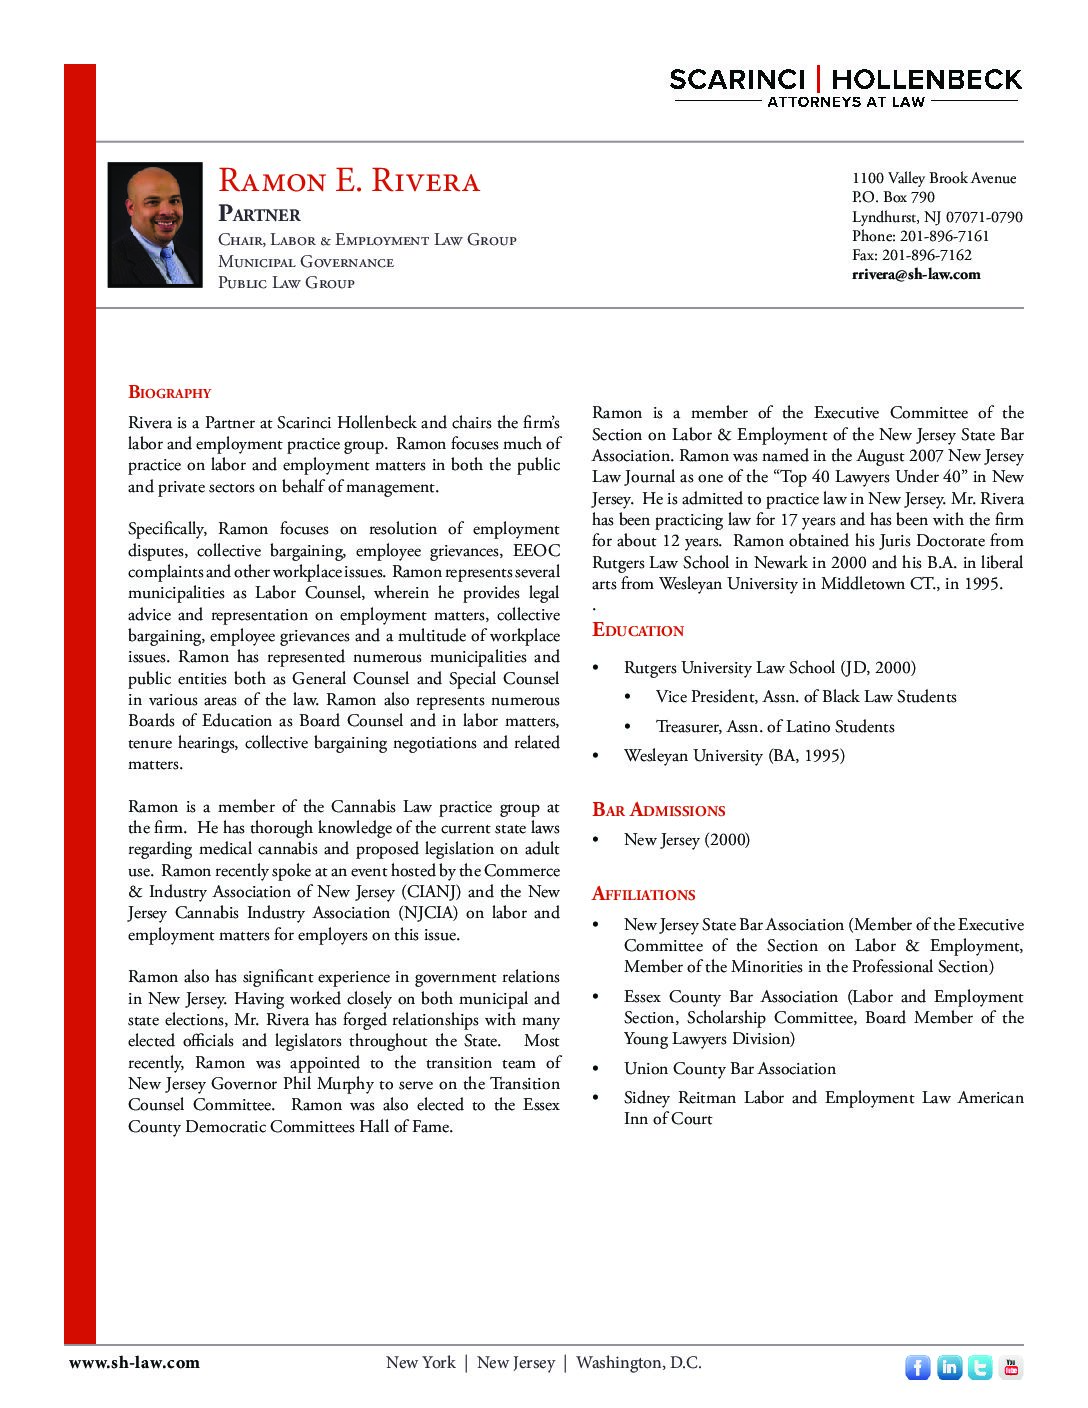 SCARINCI | HOLLENBECK
ATTORNEYS AT LAW
Ramon E. Rivera
Partner
Chair, Labor & Employment Law Group
Municipal Governance
Public Law Group
1100 Valley Brook Avenue
P.O. Box 790
Lyndhurst, NJ 07071-0790
Phone: 201-896-7161
Fax: 201-896-7162
rrivera@sh-law.com
Biography
Rivera is a Partner at Scarinci Hollenbeck and chairs the firm's
labor and employment practice group. Ramon focuses much of
practice on labor and employment matters in both the public
and private sectors on behalf of management.
Specifically, Ramon focuses on resolution of employment
disputes, collective bargaining, employee grievances, EEOC
complaints and other workplace issues. Ramon represents several
municipalities as Labor Counsel, wherein he provides legal
advice and representation on employment matters, collective
bargaining, employee grievances and a multitude of workplace
issues. Ramon has represented numerous municipalities and
public entities both as General Counsel and Special Counsel
in various areas of the law. Ramon also represents numerous
Boards of Education as Board Counsel and in labor matters,
tenure hearings, collective bargaining negotiations and related
matters.
Ramon is a member of the Cannabis Law practice group at
the firm. He has thorough knowledge of the current state laws
regarding medical cannabis and proposed legislation on adult
use. Ramon recently spoke at an event hosted by the Commerce
& Industry Association of New Jersey (CIANJ) and the New
Jersey Cannabis Industry Association (NJCIA) on labor and
employment matters for employers on this issue.
Ramon also has significant experience in government relations
in New Jersey. Having worked closely on both municipal and
state elections, Mr. Rivera has forged relationships with many
elected officials and legislators throughout the State. Most
recently, Ramon was appointed to the transition team of
New Jersey Governor Phil Murphy to serve on the Transition
Counsel Committee. Ramon was also elected to the Essex
County Democratic Committees Hall of Fame.
Ramon is a member of the Executive Committee of the
Section on Labor & Employment of the New Jersey State Bar
Association. Ramon was named in the August 2007 New Jersey
Law Journal as one of the “Top 40 Lawyers Under 40” in New
Jersey. He is admitted to practice law in New Jersey. Mr. Rivera
has been practicing law for 17 years and has been with the firm
for about 12 years. Ramon obtained his Juris Doctorate from
Rutgers Law School in Newark in 2000 and his B.A. in liberal
arts from Wesleyan University in Middletown CT., in 1995.
.
Education
• Rutgers University Law School (JD, 2000)
• Vice President, Assn. of Black Law Students
• Treasurer, Assn. of Latino Students
• Wesleyan University (BA, 1995)
Bar Admissions
• New Jersey (2000)
Affiliations
• New Jersey State Bar Association (Member of the Executive
Committee of the Section on Labor & Employment,
Member of the Minorities in the Professional Section)
• Essex County Bar Association (Labor and Employment
Section, Scholarship Committee, Board Member of the
Young Lawyers Division)
• Union County Bar Association
• Sidney Reitman Labor and Employment Law American
Inn of Court
www.sh-law.com
New York | New Jersey | Washington, D.C.
f in t You Tube